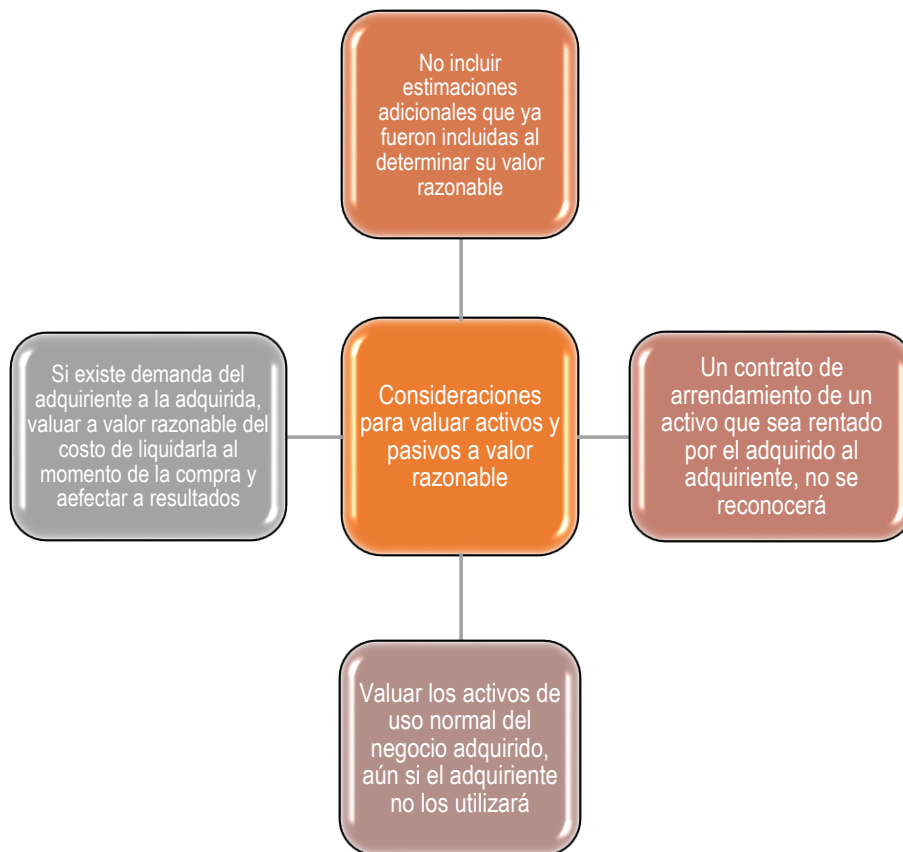 No incluir
estimaciones
adicionales que ya
fueron incluidas al
determinar su valor
razonable
Si existe demanda del
adquiriente a la adquirida,
valuar a valor razonable del
costo de liquidarla al
momento de la compra y
aefectar a resultados
Consideraciones
para valuar activos y
pasivos a valor
razonable
Un contrato de
arrendamiento de un
activo que sea rentado
por el adquirido al
adquiriente, no se
reconocerá
Valuar los activos de
uso normal del
negocio adquirido,
aún si el adquiriente
no los utilizará